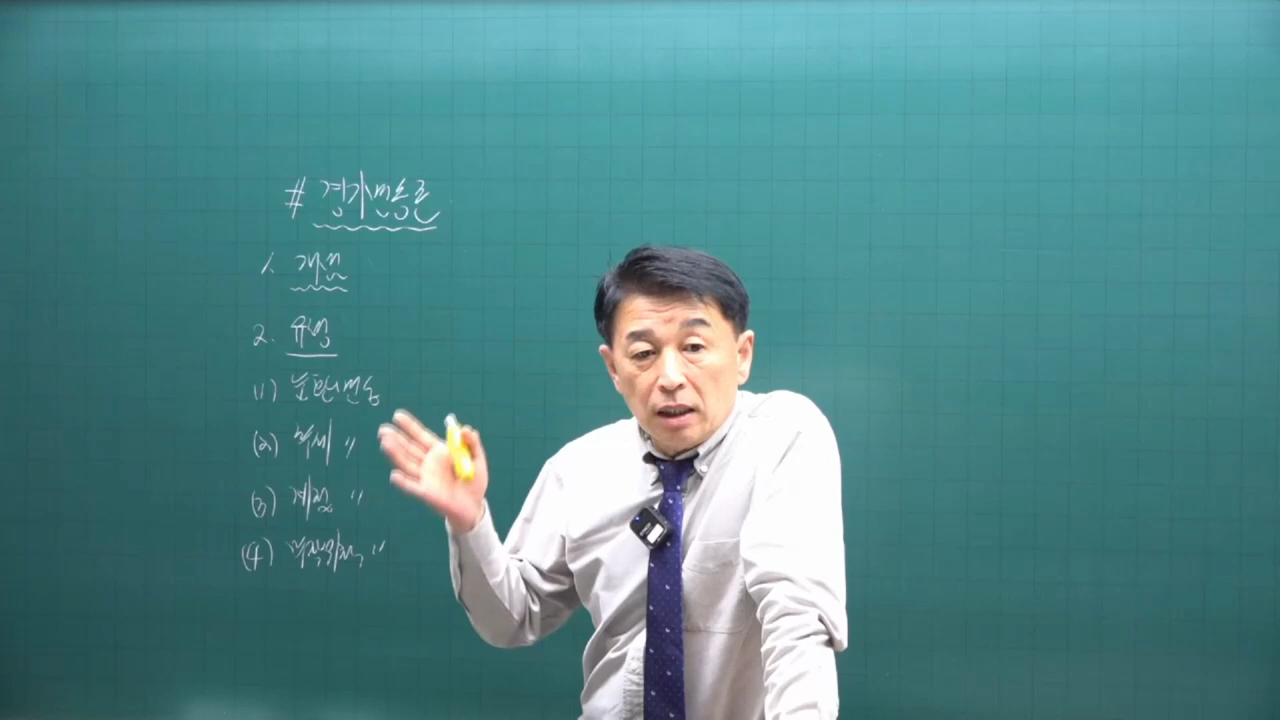 # 경기변동론
1. 개념
2. 유형
(1) 순환변동
(2) 추세 〃
(3) 계절 〃
(4) 무작위적 〃